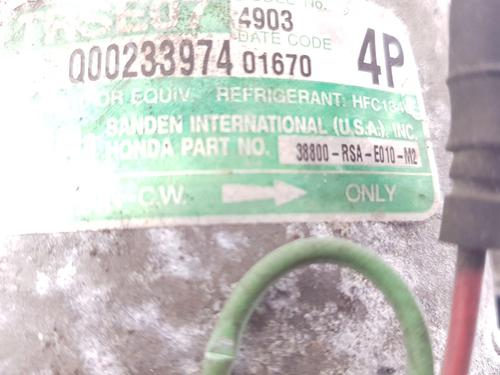 4903
DATE CODE
Q00233974 01670 4P
OR EQUIV. REFRIGERANT: HFC134
SANDEN INTERNATIONAL (U.S.A.), INC.
HONDA PART NO. 38800-RSA-E010-M2
C.W. ONLY